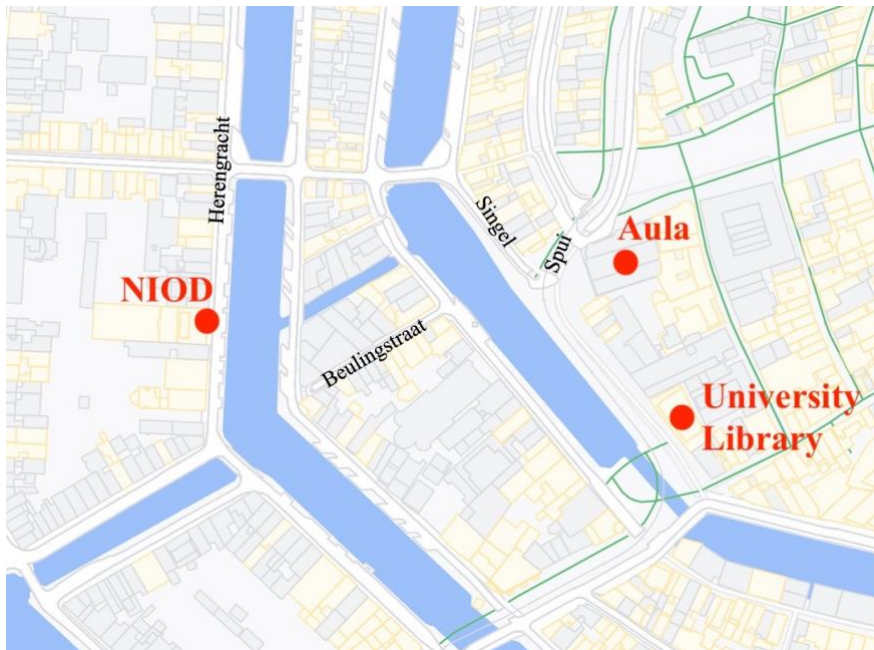 Herengracht
Singel
Spui
Aula
NIOD
Beulingstraat
University
Library